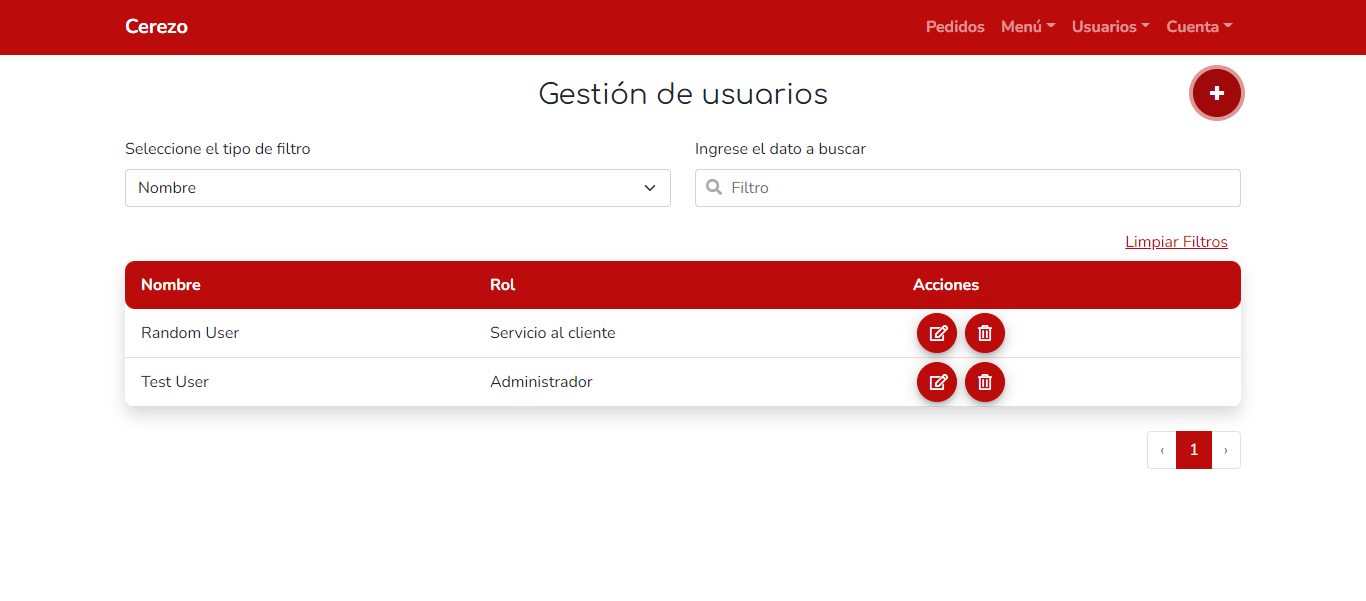 Cerezo Pedidos Menú Usuarios Cuenta
Gestión de usuarios +
Seleccione el tipo de filtro Ingrese el dato a buscar
Nombre Filtro
Limpiar Filtros
Nombre Rol Acciones
Random User Servicio al cliente
Test User Administrador
‹ 1 ›